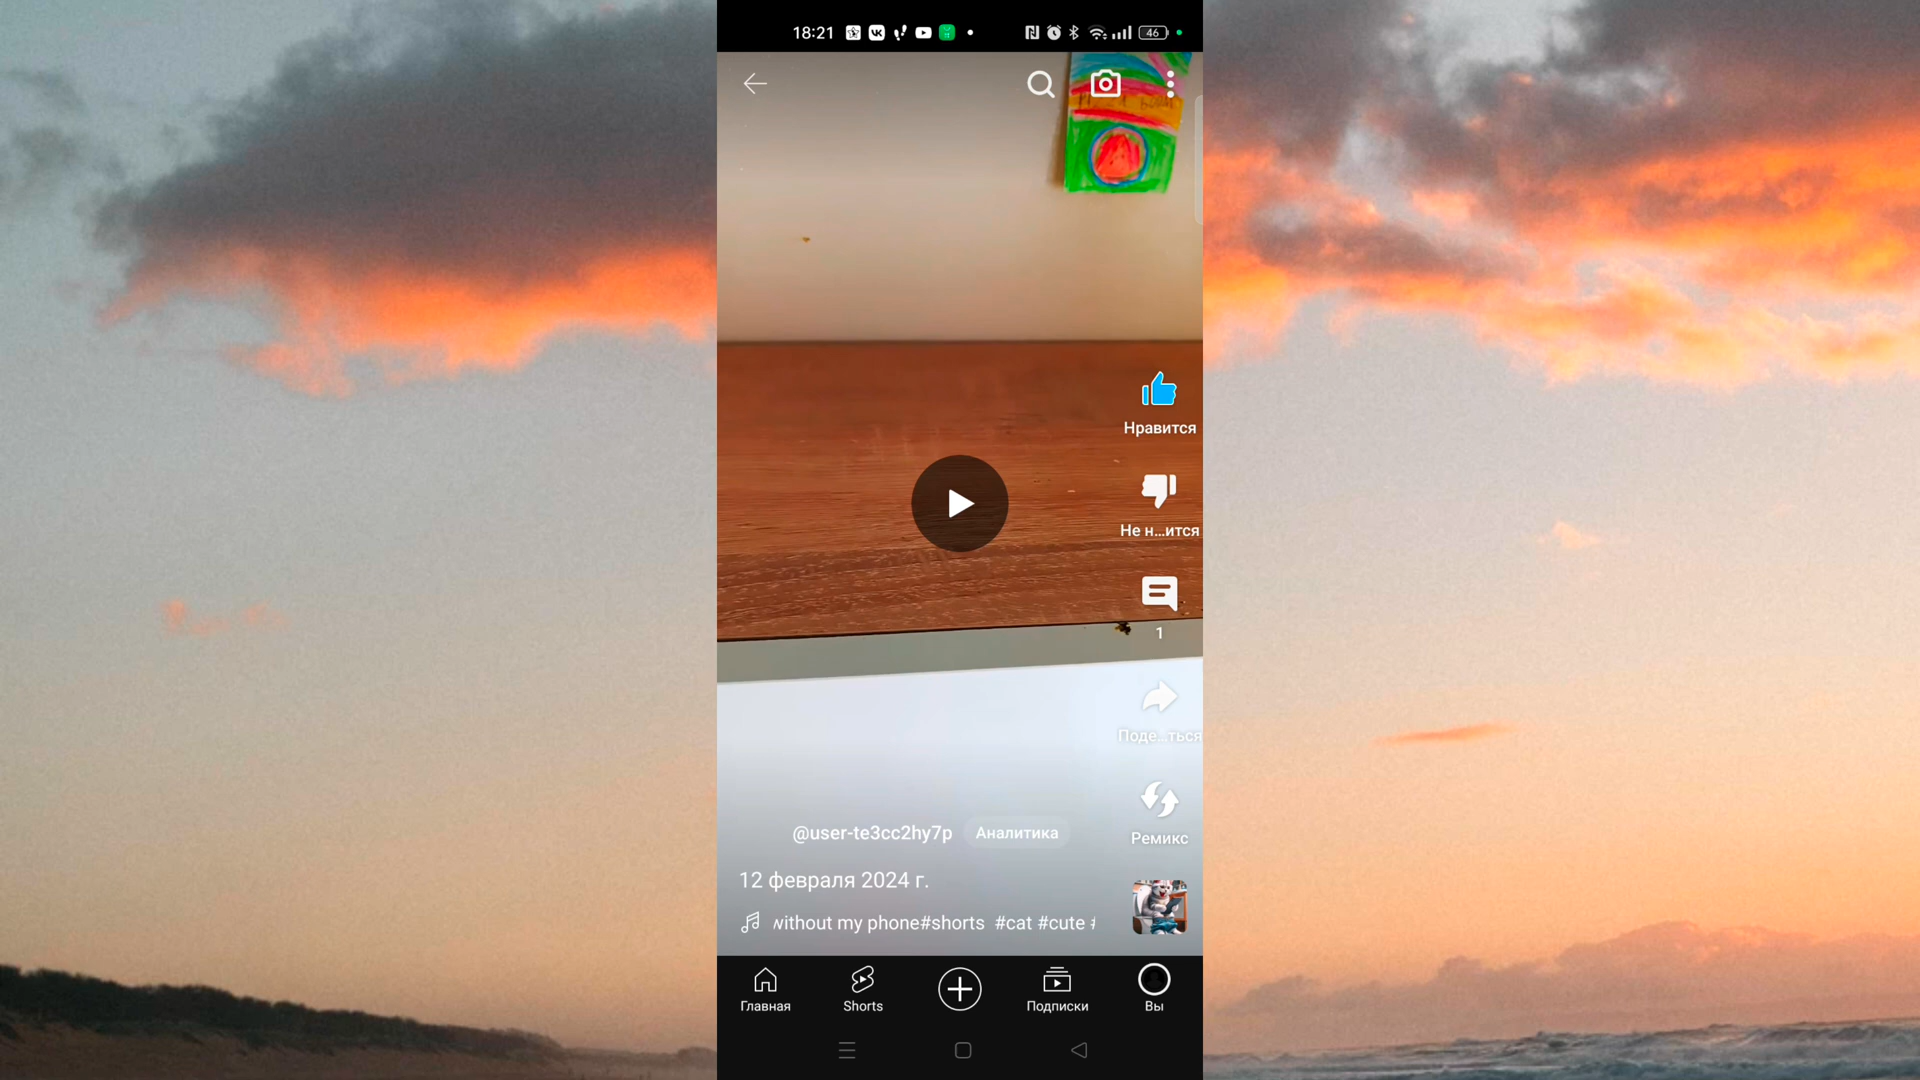 18:21
46
Нравится
Не н...ится
1
Поде...ться
Ремикс
@user-te3cc2hy7p Аналитика
12 февраля 2024 г.
without my phone#shorts #cat #cute #
Главная
Shorts
Подписки
Вы